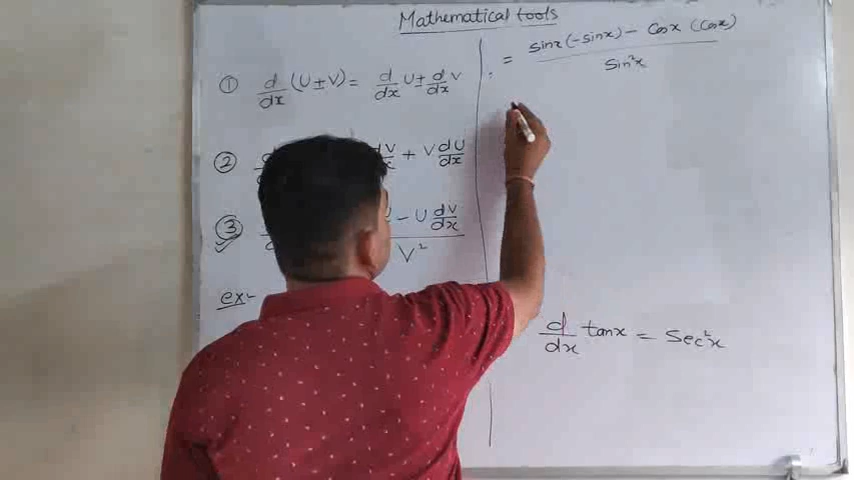 Mathematical tools
① d/dx (U ± V) = d/dx U ± d/dx V
② dV/dx + V dU/dx
③ − U dV/dx
V²
ex-
= sinx(-sinx) − Cosx (Cosx)
sin²x
d/dx tanx = Sec²x